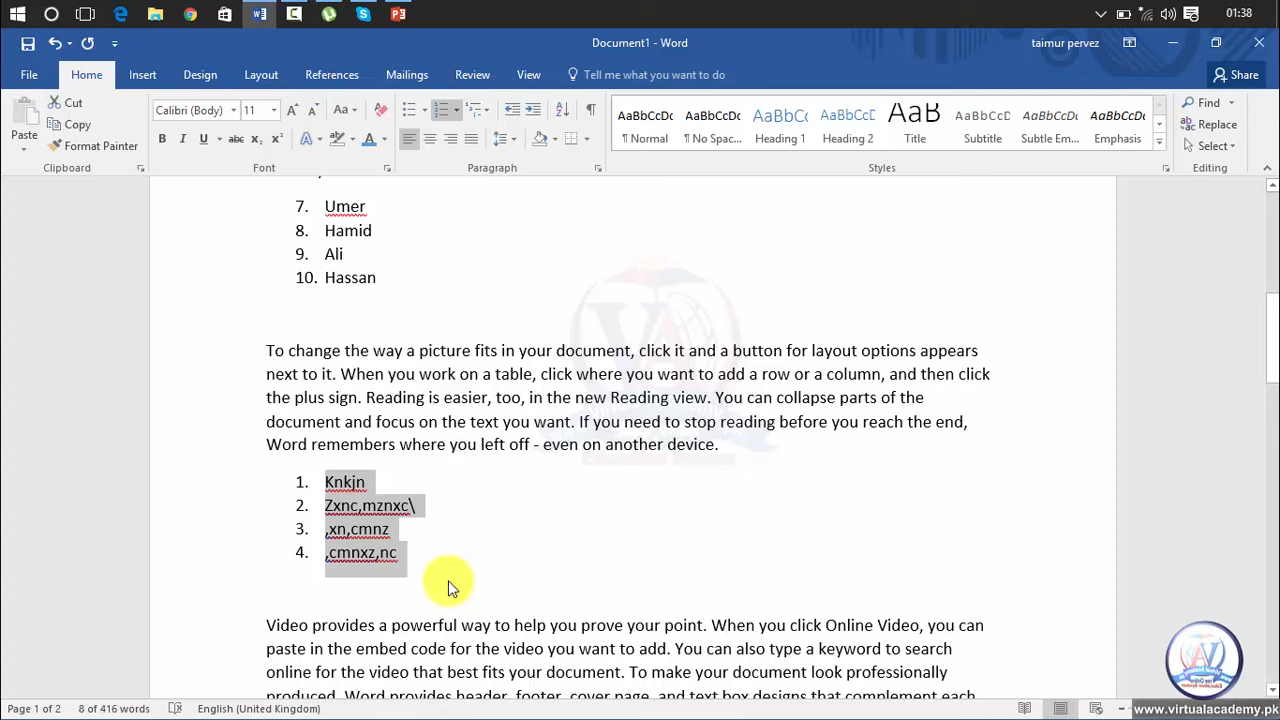 01:38
Document1 - Word
taimur pervez
File Home Insert Design Layout References Mailings Review View Tell me what you want to do Share
Paste
Cut
Copy
Format Painter
Clipboard
Calibri (Body) 11 Aa
B I U abc x₂ x²
Font
Paragraph
AaBbCcDc AaBbCcDc AaBbCc AaBbCcD AaB AaBbCcD AaBbCcDc AaBbCcDc
¶ Normal ¶ No Spac... Heading 1 Heading 2 Title Subtitle Subtle Em... Emphasis
Styles
Find
Replace
Select
Editing
7. Umer
8. Hamid
9. Ali
10. Hassan
To change the way a picture fits in your document, click it and a button for layout options appears
next to it. When you work on a table, click where you want to add a row or a column, and then click
the plus sign. Reading is easier, too, in the new Reading view. You can collapse parts of the
document and focus on the text you want. If you need to stop reading before you reach the end,
Word remembers where you left off - even on another device.
1. Knkjn
2. Zxnc,mznxc\
3. ,xn,cmnz
4. ,cmnxz,nc
Video provides a powerful way to help you prove your point. When you click Online Video, you can
paste in the embed code for the video you want to add. You can also type a keyword to search
online for the video that best fits your document. To make your document look professionally
produced, Word provides header, footer, cover page, and text box designs that complement each
Page 1 of 2 8 of 416 words English (United Kingdom)
www.virtualacademy.pk